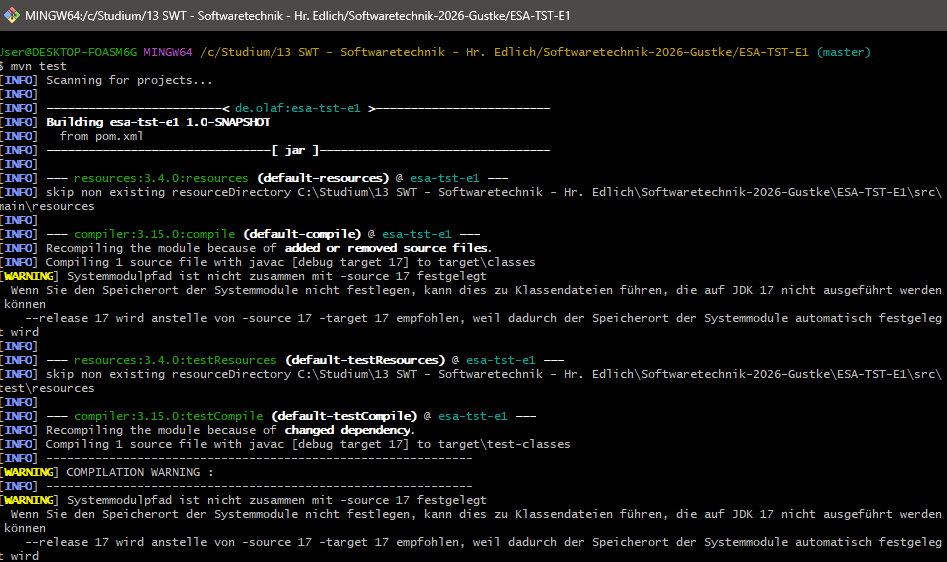 MINGW64:/c/Studium/13 SWT - Softwaretechnik - Hr. Edlich/Softwaretechnik-2026-Gustke/ESA-TST-E1
User@DESKTOP-FOASM6G MINGW64 /c/Studium/13 SWT - Softwaretechnik - Hr. Edlich/Softwaretechnik-2026-Gustke/ESA-TST-E1 (master)
$ mvn test
[INFO] Scanning for projects...
[INFO]
[INFO] -------------------------< de.olaf:esa-tst-e1 >-------------------------
[INFO] Building esa-tst-e1 1.0-SNAPSHOT
[INFO]   from pom.xml
[INFO] --------------------------------[ jar ]---------------------------------
[INFO]
[INFO] --- resources:3.4.0:resources (default-resources) @ esa-tst-e1 ---
[INFO] skip non existing resourceDirectory C:\Studium\13 SWT - Softwaretechnik - Hr. Edlich\Softwaretechnik-2026-Gustke\ESA-TST-E1\src\
main\resources
[INFO]
[INFO] --- compiler:3.15.0:compile (default-compile) @ esa-tst-e1 ---
[INFO] Recompiling the module because of added or removed source files.
[INFO] Compiling 1 source file with javac [debug target 17] to target\classes
[WARNING] Systemmodulpfad ist nicht zusammen mit -source 17 festgelegt
  Wenn Sie den Speicherort der Systemmodule nicht festlegen, kann dies zu Klassendateien führen, die auf JDK 17 nicht ausgeführt werden
können
    --release 17 wird anstelle von -source 17 -target 17 empfohlen, weil dadurch der Speicherort der Systemmodule automatisch festgeleg
t wird
[INFO]
[INFO] --- resources:3.4.0:testResources (default-testResources) @ esa-tst-e1 ---
[INFO] skip non existing resourceDirectory C:\Studium\13 SWT - Softwaretechnik - Hr. Edlich\Softwaretechnik-2026-Gustke\ESA-TST-E1\src\
test\resources
[INFO]
[INFO] --- compiler:3.15.0:testCompile (default-testCompile) @ esa-tst-e1 ---
[INFO] Recompiling the module because of changed dependency.
[INFO] Compiling 1 source file with javac [debug target 17] to target\test-classes
[INFO] -------------------------------------------------------------
[WARNING] COMPILATION WARNING :
[INFO] -------------------------------------------------------------
[WARNING] Systemmodulpfad ist nicht zusammen mit -source 17 festgelegt
  Wenn Sie den Speicherort der Systemmodule nicht festlegen, kann dies zu Klassendateien führen, die auf JDK 17 nicht ausgeführt werden
können
    --release 17 wird anstelle von -source 17 -target 17 empfohlen, weil dadurch der Speicherort der Systemmodule automatisch festgeleg
t wird